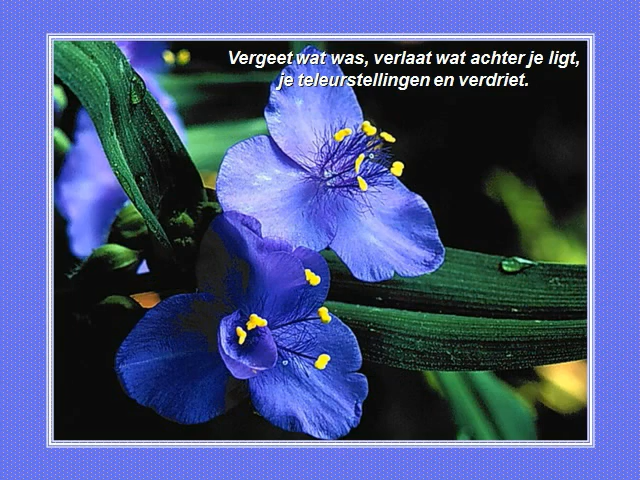 Vergeet wat was, verlaat wat achter je ligt,
je teleurstellingen en verdriet.